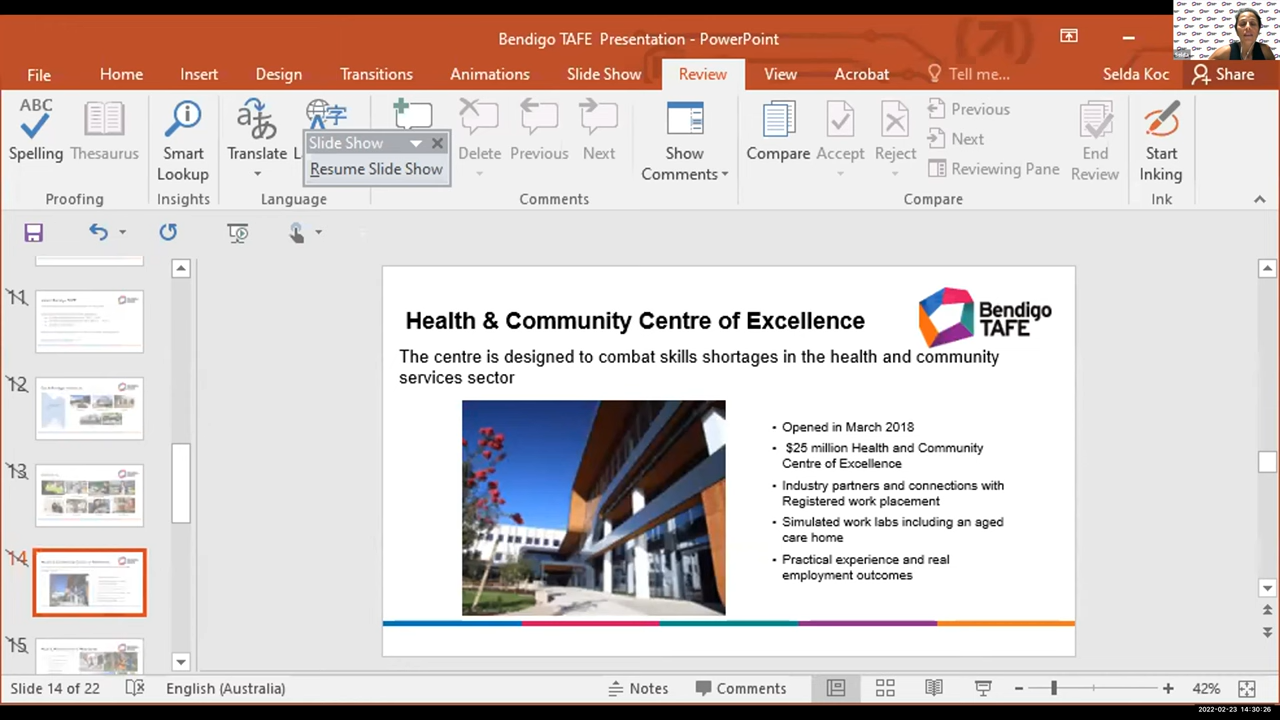 Bendigo TAFE  Presentation - PowerPoint
File
Home
Insert
Design
Transitions
Animations
Slide Show
Review
View
Acrobat
Tell me...
Selda Koc
Share
ABC
Spelling
Thesaurus
Proofing
Smart
Lookup
Insights
Translate
Language
Slide Show
Resume Slide Show
Delete
Previous
Next
Show
Comments
Comments
Compare
Accept
Reject
Previous
Next
Reviewing Pane
Compare
End
Review
Start
Inking
Ink
11
12
13
14
15
Health & Community Centre of Excellence
Bendigo
TAFE
The centre is designed to combat skills shortages in the health and community
services sector
• Opened in March 2018
• $25 million Health and Community
Centre of Excellence
• Industry partners and connections with
Registered work placement
• Simulated work labs including an aged
care home
• Practical experience and real
employment outcomes
Slide 14 of 22
English (Australia)
Notes
Comments
42%
2022-02-23 14:30:26